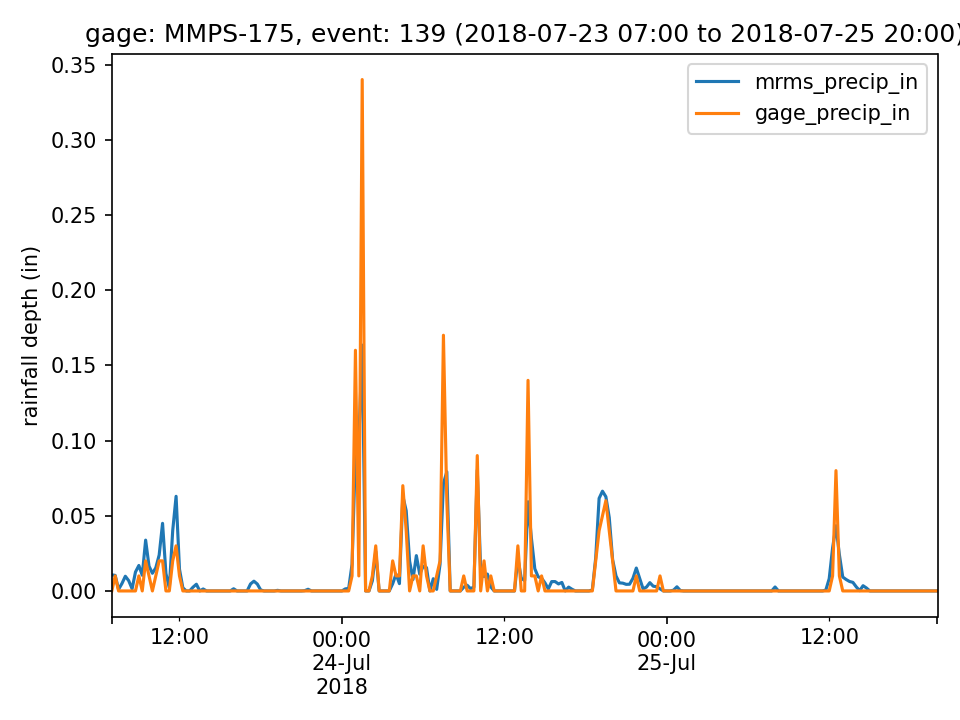 gage: MMPS-175, event: 139 (2018-07-23 07:00 to 2018-07-25 20:00)
mrms_precip_in
gage_precip_in
rainfall depth (in)
0.35
0.30
0.25
0.20
0.15
0.10
0.05
0.00
12:00
00:00
24-Jul
2018
12:00
00:00
25-Jul
12:00